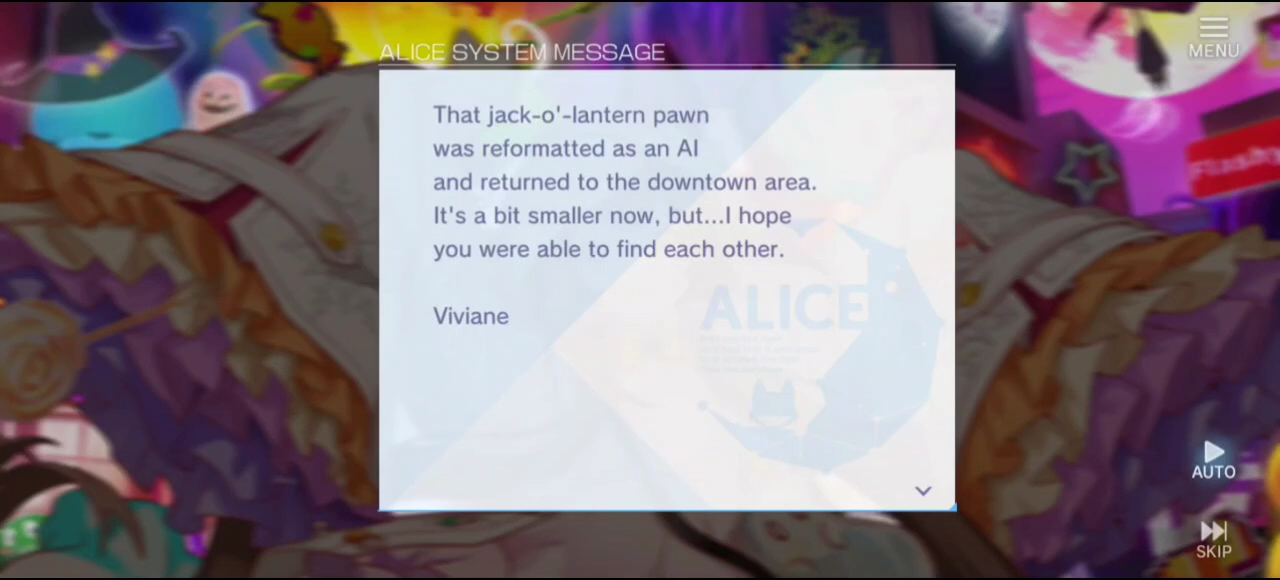 ALICE SYSTEM MESSAGE
MENU
That jack-o'-lantern pawn
was reformatted as an AI
and returned to the downtown area.
It's a bit smaller now, but...I hope
you were able to find each other.
Viviane
ALICE
AUTO
SKIP